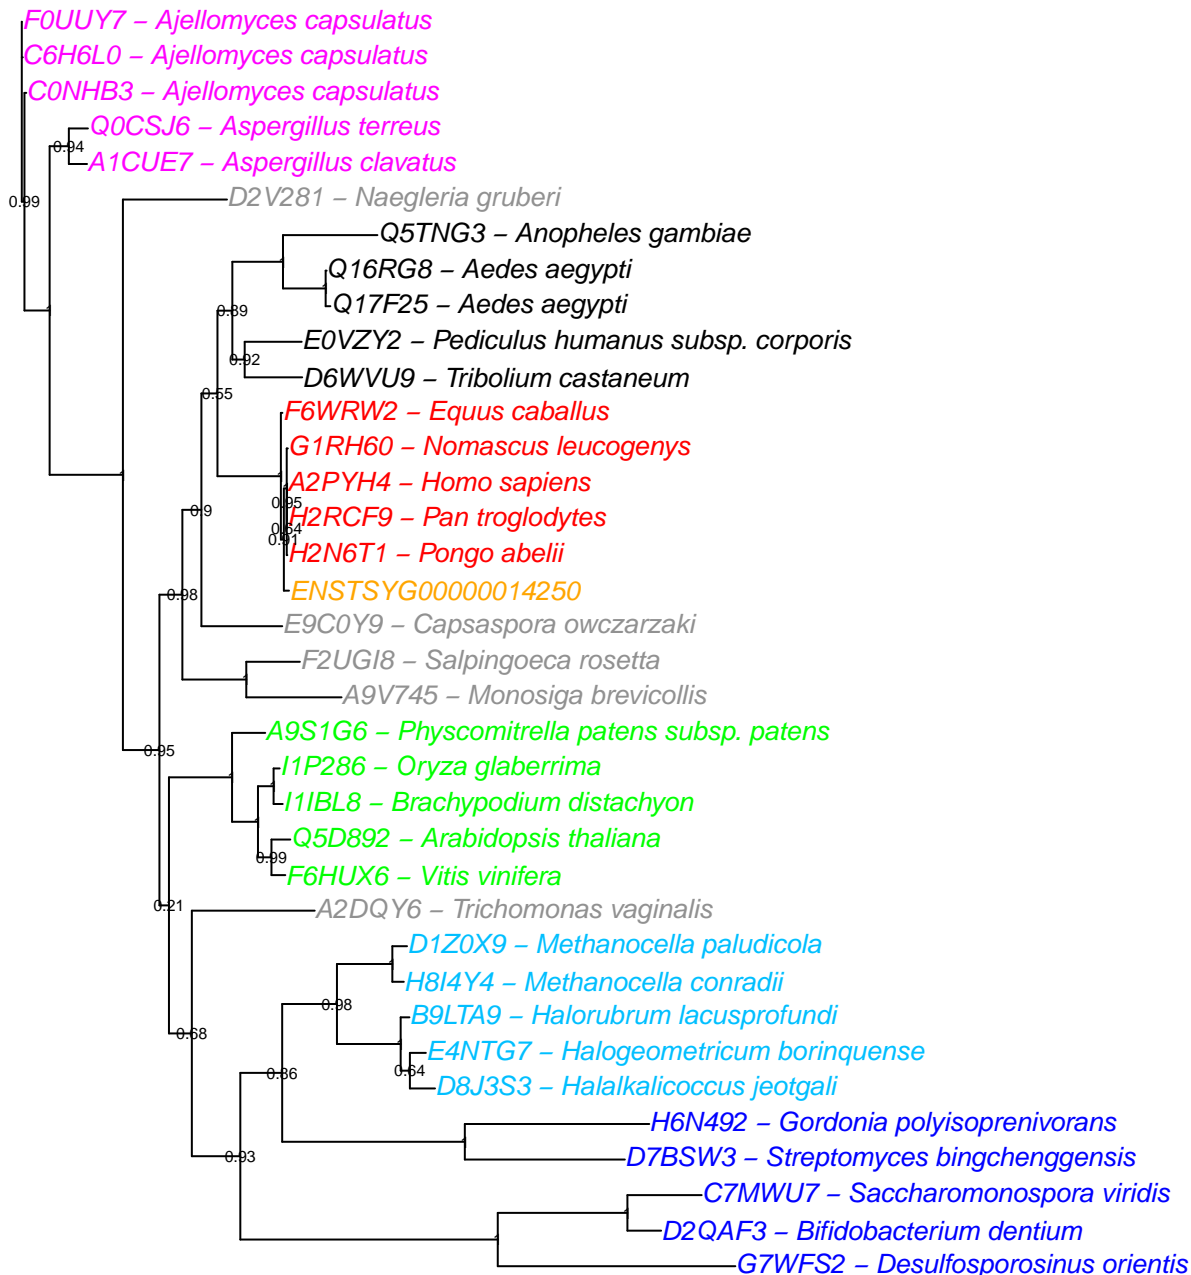 F0UUY7 – Ajellomyces capsulatus
C6H6L0 – Ajellomyces capsulatus
C0NHB3 – Ajellomyces capsulatus
Q0CSJ6 – Aspergillus terreus
0.94
A1CUE7 – Aspergillus clavatus
D2V281 – Naegleria gruberi
0.99
Q5TNG3 – Anopheles gambiae
Q16RG8 – Aedes aegypti
Q17F25 – Aedes aegypti
0.89
E0VZY2 – Pediculus humanus subsp. corporis
0.92
D6WVU9 – Tribolium castaneum
0.55
F6WRW2 – Equus caballus
G1RH60 – Nomascus leucogenys
A2PYH4 – Homo sapiens
0.95
0.9
H2RCF9 – Pan troglodytes
0.64
0.91
H2N6T1 – Pongo abelii
ENSTSYG00000014250
0.98
E9C0Y9 – Capsaspora owczarzaki
F2UGI8 – Salpingoeca rosetta
A9V745 – Monosiga brevicollis
A9S1G6 – Physcomitrella patens subsp. patens
0.95
I1P286 – Oryza glaberrima
I1IBL8 – Brachypodium distachyon
Q5D892 – Arabidopsis thaliana
0.99
F6HUX6 – Vitis vinifera
0.21
A2DQY6 – Trichomonas vaginalis
D1Z0X9 – Methanocella paludicola
H8I4Y4 – Methanocella conradii
0.98
B9LTA9 – Halorubrum lacusprofundi
0.68
E4NTG7 – Halogeometricum borinquense
0.64
0.86
D8J3S3 – Halalkalicoccus jeotgali
H6N492 – Gordonia polyisoprenivorans
0.93
D7BSW3 – Streptomyces bingchenggensis
C7MWU7 – Saccharomonospora viridis
D2QAF3 – Bifidobacterium dentium
G7WFS2 – Desulfosporosinus orientis